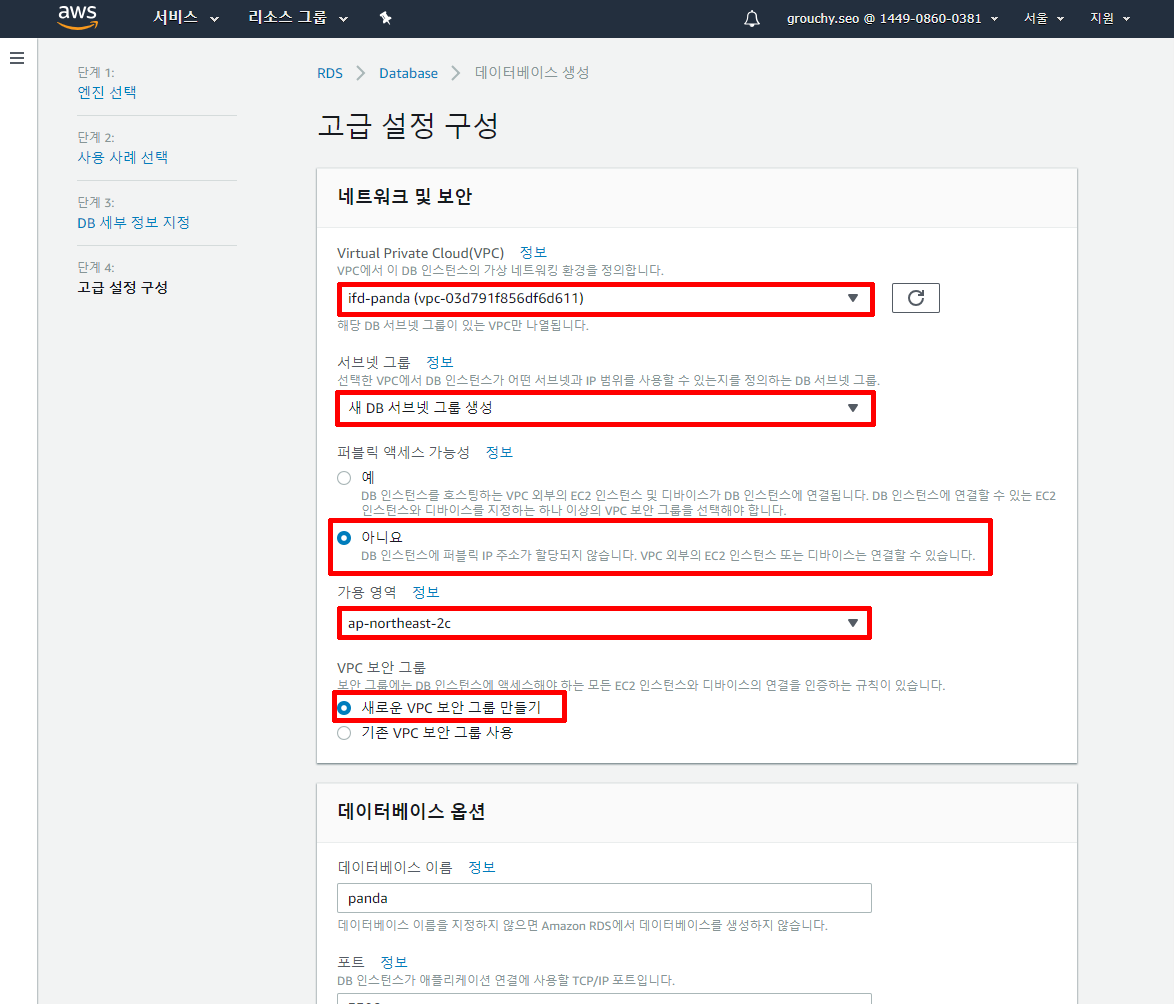 aws
서비스
리소스 그룹
grouchy.seo @ 1449-0860-0381
서울
지원
단계 1:
엔진 선택
단계 2:
사용 사례 선택
단계 3:
DB 세부 정보 지정
단계 4:
고급 설정 구성
RDS
Database
데이터베이스 생성
고급 설정 구성
네트워크 및 보안
Virtual Private Cloud(VPC) 정보
VPC에서 이 DB 인스턴스의 가상 네트워킹 환경을 정의합니다.
ifd-panda (vpc-03d791f856df6d611)
해당 DB 서브넷 그룹이 있는 VPC만 나열됩니다.
서브넷 그룹 정보
선택한 VPC에서 DB 인스턴스가 어떤 서브넷과 IP 범위를 사용할 수 있는지를 정의하는 DB 서브넷 그룹.
새 DB 서브넷 그룹 생성
퍼블릭 액세스 가능성 정보
예
DB 인스턴스를 호스팅하는 VPC 외부의 EC2 인스턴스 및 디바이스가 DB 인스턴스에 연결됩니다. DB 인스턴스에 연결할 수 있는 EC2
인스턴스와 디바이스를 지정하는 하나 이상의 VPC 보안 그룹을 선택해야 합니다.
아니요
DB 인스턴스에 퍼블릭 IP 주소가 할당되지 않습니다. VPC 외부의 EC2 인스턴스 또는 디바이스는 연결할 수 있습니다.
가용 영역 정보
ap-northeast-2c
VPC 보안 그룹
보안 그룹에는 DB 인스턴스에 액세스해야 하는 모든 EC2 인스턴스와 디바이스의 연결을 인증하는 규칙이 있습니다.
새로운 VPC 보안 그룹 만들기
기존 VPC 보안 그룹 사용
데이터베이스 옵션
데이터베이스 이름 정보
panda
데이터베이스 이름을 지정하지 않으면 Amazon RDS에서 데이터베이스를 생성하지 않습니다.
포트 정보
DB 인스턴스가 애플리케이션 연결에 사용할 TCP/IP 포트입니다.